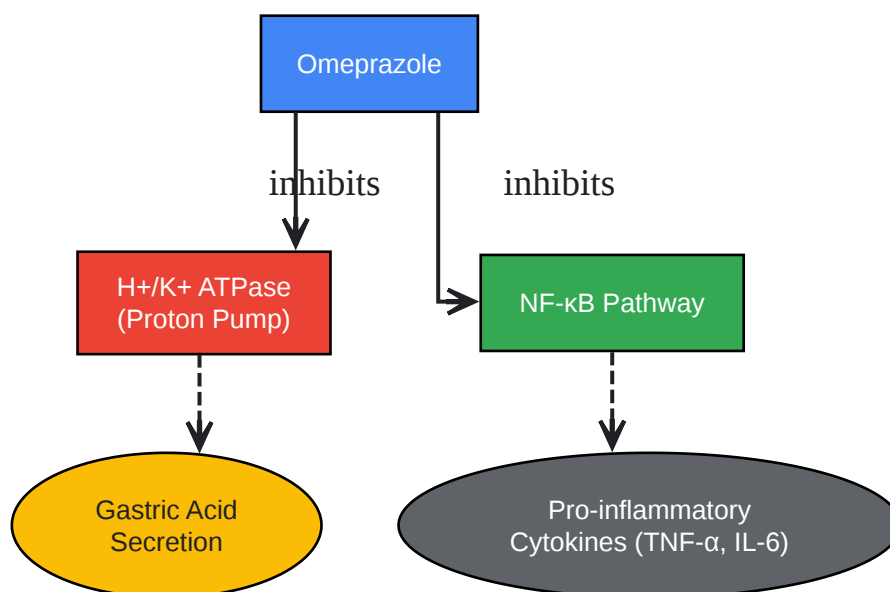 Omeprazole
inhibits
inhibits
H+/K+ ATPase
(Proton Pump)
NF-κB Pathway
Gastric Acid
Secretion
Pro-inflammatory
Cytokines (TNF-α, IL-6)